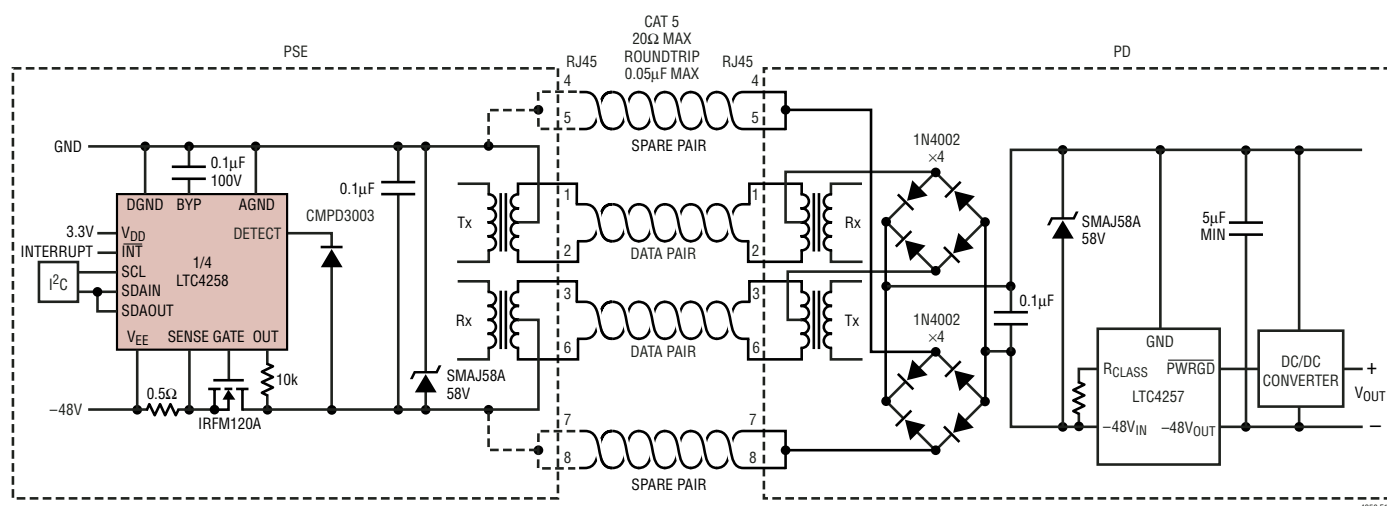 CAT 5
20Ω MAX
ROUNDTRIP
0.05µF MAX
PSE
PD
RJ45
RJ45
4
5
4
5
SPARE PAIR
GND
0.1µF
100V
0.1µF
DGND
BYP
AGND
CMPD3003
DETECT
3.3V
VDD
INTERRUPT
INT
I²C
SCL
SDAIN
SDAOUT
1/4
LTC4258
VEE
SENSE
GATE
OUT
0.5Ω
10k
–48V
IRFM120A
SMAJ58A
58V
Tx
1
2
1
2
Rx
DATA PAIR
Rx
3
6
3
6
Tx
DATA PAIR
7
8
7
8
SPARE PAIR
1N4002
×4
1N4002
×4
0.1µF
SMAJ58A
58V
5µF
MIN
GND
RCLASS
PWRGD
LTC4257
–48VIN
–48VOUT
DC/DC
CONVERTER
+
VOUT
–